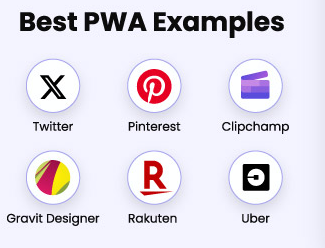 Best PWA Examples
Twitter Pinterest Clipchamp
Gravit Designer Rakuten Uber